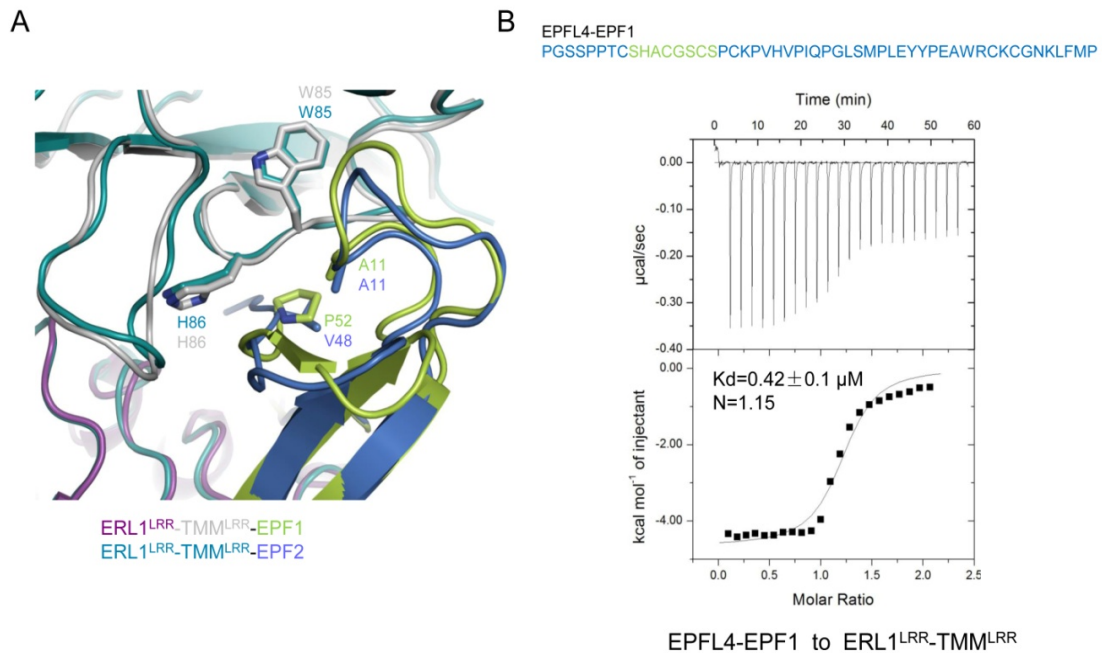 A
W85
W85
A11
A11
H86
H86
P52
V48
ERL1LRR-TMMLRR-EPF1
ERL1LRR-TMMLRR-EPF2
B
EPFL4-EPF1
PGSSPPTCSHACGSCSPCKPVHVPIQPGLSMPLEYYPEAWRCKCGNKLFMP
Time (min)
0 10 20 30 40 50 60
0.00
-0.10
-0.20
-0.30
-0.40
µcal/sec
0.00
-2.00
-4.00
kcal mol-1 of injectant
Kd=0.42±0.1 µM
N=1.15
0.0 0.5 1.0 1.5 2.0 2.5
Molar Ratio
EPFL4-EPF1 to ERL1LRR-TMMLRR